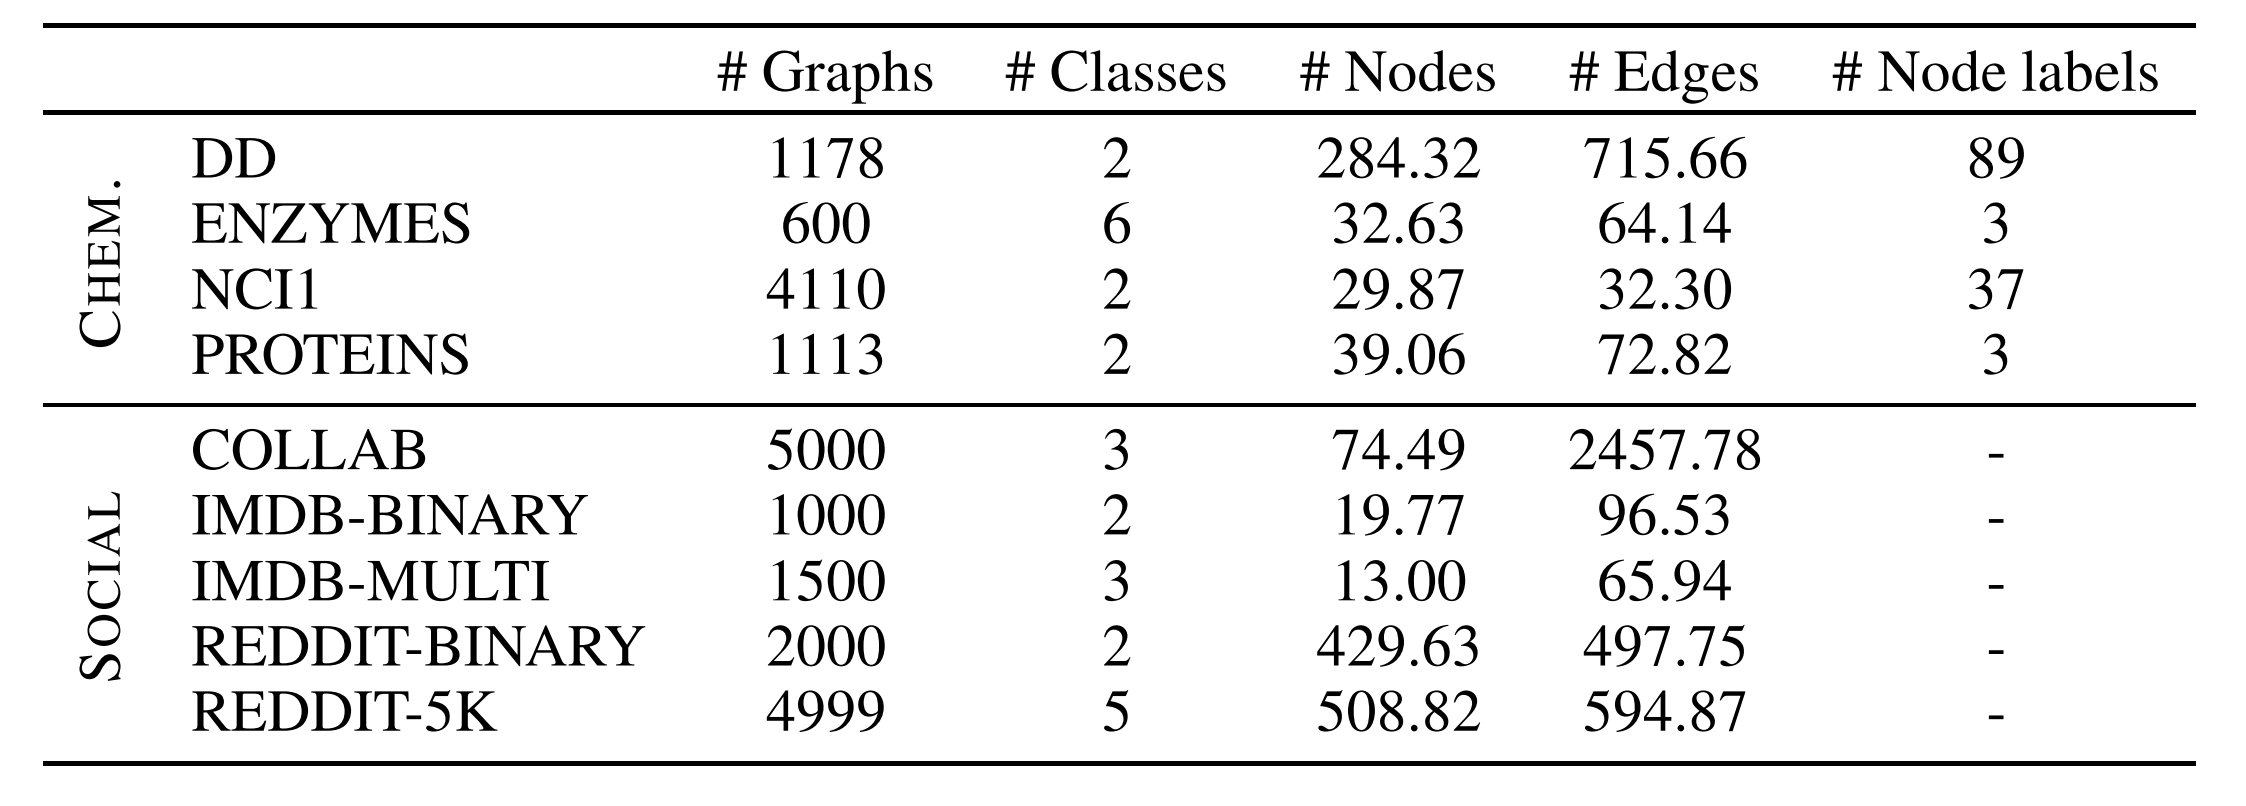 # Graphs # Classes # Nodes # Edges # Node labels
CHEM.
DD 1178 2 284.32 715.66 89
ENZYMES 600 6 32.63 64.14 3
NCI1 4110 2 29.87 32.30 37
PROTEINS 1113 2 39.06 72.82 3
SOCIAL
COLLAB 5000 3 74.49 2457.78 -
IMDB-BINARY 1000 2 19.77 96.53 -
IMDB-MULTI 1500 3 13.00 65.94 -
REDDIT-BINARY 2000 2 429.63 497.75 -
REDDIT-5K 4999 5 508.82 594.87 -